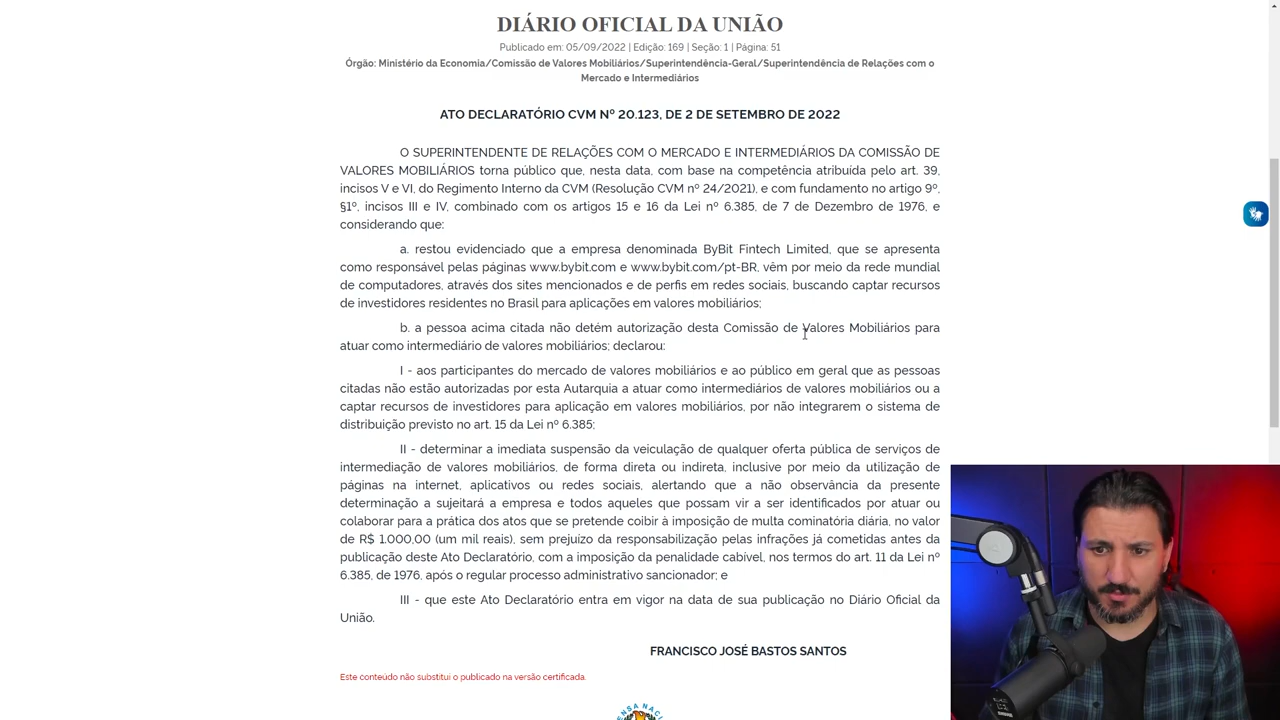 DIÁRIO OFICIAL DA UNIÃO
Publicado em: 05/09/2022 | Edição: 169 | Seção: 1 | Página: 51
Órgão: Ministério da Economia/Comissão de Valores Mobiliários/Superintendência-Geral/Superintendência de Relações com o
Mercado e Intermediários
ATO DECLARATÓRIO CVM Nº 20.123, DE 2 DE SETEMBRO DE 2022
O SUPERINTENDENTE DE RELAÇÕES COM O MERCADO E INTERMEDIÁRIOS DA COMISSÃO DE
VALORES MOBILIÁRIOS torna público que, nesta data, com base na competência atribuída pelo art. 39,
incisos V e VI, do Regimento Interno da CVM (Resolução CVM nº 24/2021), e com fundamento no artigo 9º,
§1º, incisos III e IV, combinado com os artigos 15 e 16 da Lei nº 6.385, de 7 de Dezembro de 1976, e
considerando que:
a. restou evidenciado que a empresa denominada ByBit Fintech Limited, que se apresenta
como responsável pelas páginas www.bybit.com e www.bybit.com/pt-BR, vêm por meio da rede mundial
de computadores, através dos sites mencionados e de perfis em redes sociais, buscando captar recursos
de investidores residentes no Brasil para aplicações em valores mobiliários;
b. a pessoa acima citada não detém autorização desta Comissão de Valores Mobiliários para
atuar como intermediário de valores mobiliários; declarou:
I - aos participantes do mercado de valores mobiliários e ao público em geral que as pessoas
citadas não estão autorizadas por esta Autarquia a atuar como intermediários de valores mobiliários ou a
captar recursos de investidores para aplicação em valores mobiliários, por não integrarem o sistema de
distribuição previsto no art. 15 da Lei nº 6.385;
II - determinar a imediata suspensão da veiculação de qualquer oferta pública de serviços de
intermediação de valores mobiliários, de forma direta ou indireta, inclusive por meio da utilização de
páginas na internet, aplicativos ou redes sociais, alertando que a não observância da presente
determinação a sujeitará a empresa e todos aqueles que possam vir a ser identificados por atuar ou
colaborar para a prática dos atos que se pretende coibir à imposição de multa cominatória diária, no valor
de R$ 1.000,00 (um mil reais), sem prejuízo da responsabilização pelas infrações já cometidas antes da
publicação deste Ato Declaratório, com a imposição da penalidade cabível, nos termos do art. 11 da Lei nº
6.385, de 1976, após o regular processo administrativo sancionador; e
III - que este Ato Declaratório entra em vigor na data de sua publicação no Diário Oficial da
União.
FRANCISCO JOSÉ BASTOS SANTOS
Este conteúdo não substitui o publicado na versão certificada.